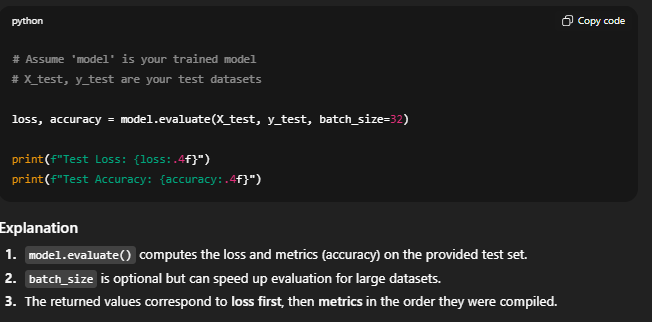 python
Copy code
# Assume 'model' is your trained model
# X_test, y_test are your test datasets
loss, accuracy = model.evaluate(X_test, y_test, batch_size=32)
print(f"Test Loss: {loss:.4f}")
print(f"Test Accuracy: {accuracy:.4f}")
Explanation
1. model.evaluate() computes the loss and metrics (accuracy) on the provided test set.
2. batch_size is optional but can speed up evaluation for large datasets.
3. The returned values correspond to loss first, then metrics in the order they were compiled.